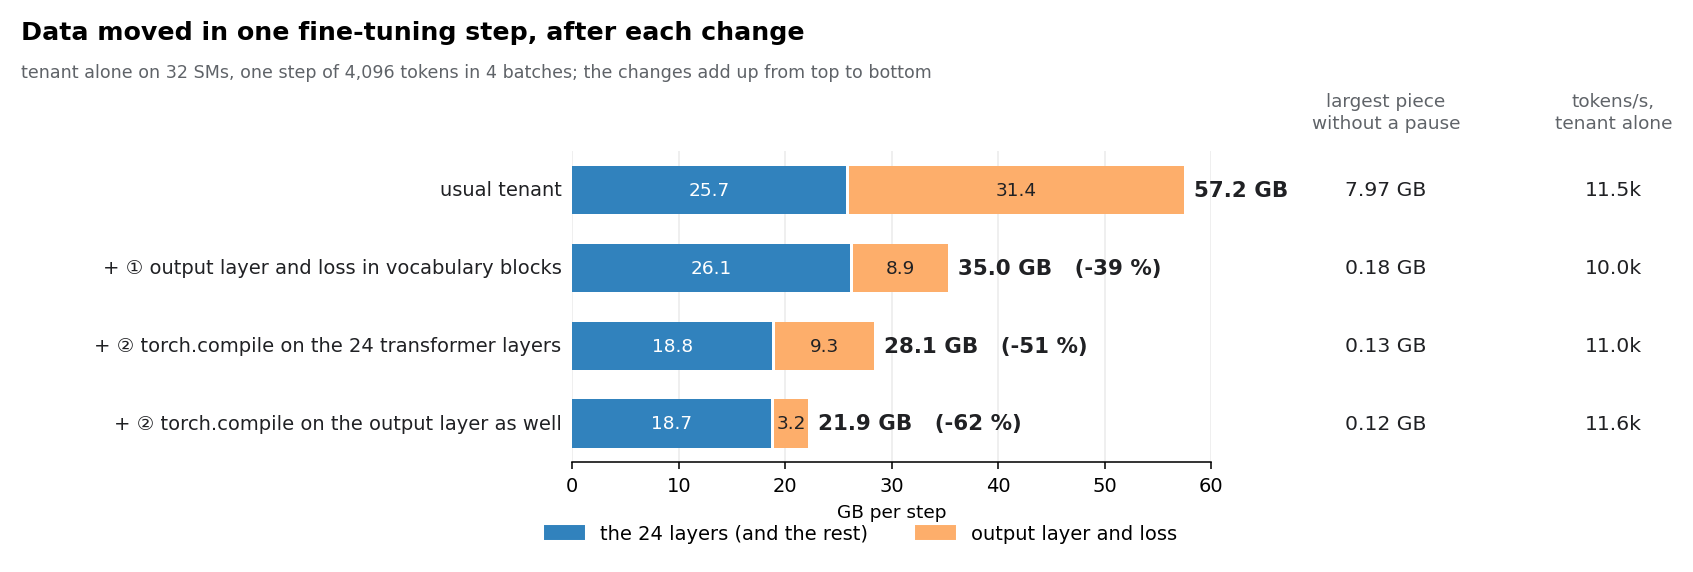 Data moved in one fine-tuning step, after each change
tenant alone on 32 SMs, one step of 4,096 tokens in 4 batches; the changes add up from top to bottom
largest piece
without a pause
tokens/s,
tenant alone
usual tenant 25.7 31.4 57.2 GB 7.97 GB 11.5k
+ ① output layer and loss in vocabulary blocks 26.1 8.9 35.0 GB (-39 %) 0.18 GB 10.0k
+ ② torch.compile on the 24 transformer layers 18.8 9.3 28.1 GB (-51 %) 0.13 GB 11.0k
+ ② torch.compile on the output layer as well 18.7 3.2 21.9 GB (-62 %) 0.12 GB 11.6k
0 10 20 30 40 50 60
GB per step
the 24 layers (and the rest) output layer and loss